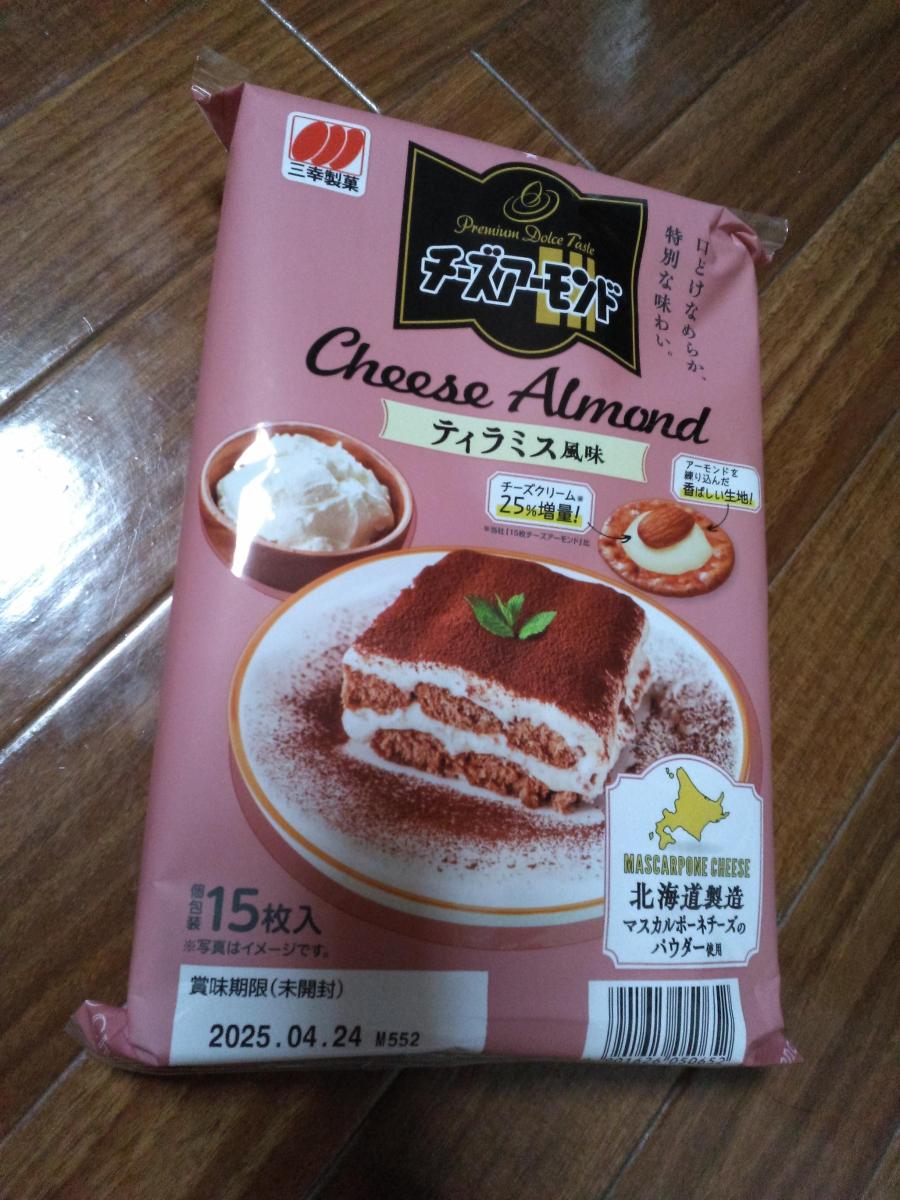 三幸製菓
Premium Dolce Taste
チーズアーモンド
口どけなめらか、
特別な味わい。
Cheese Almond
ティラミス風味
チーズクリーム※
25%増量!
※当社「15枚チーズアーモンド」比
アーモンドを
練り込んだ
香ばしい生地!
MASCARPONE CHEESE
北海道製造
マスカルポーネチーズの
パウダー使用
個包装 15枚入
※写真はイメージです。
賞味期限(未開封)
2025.04.24 M552